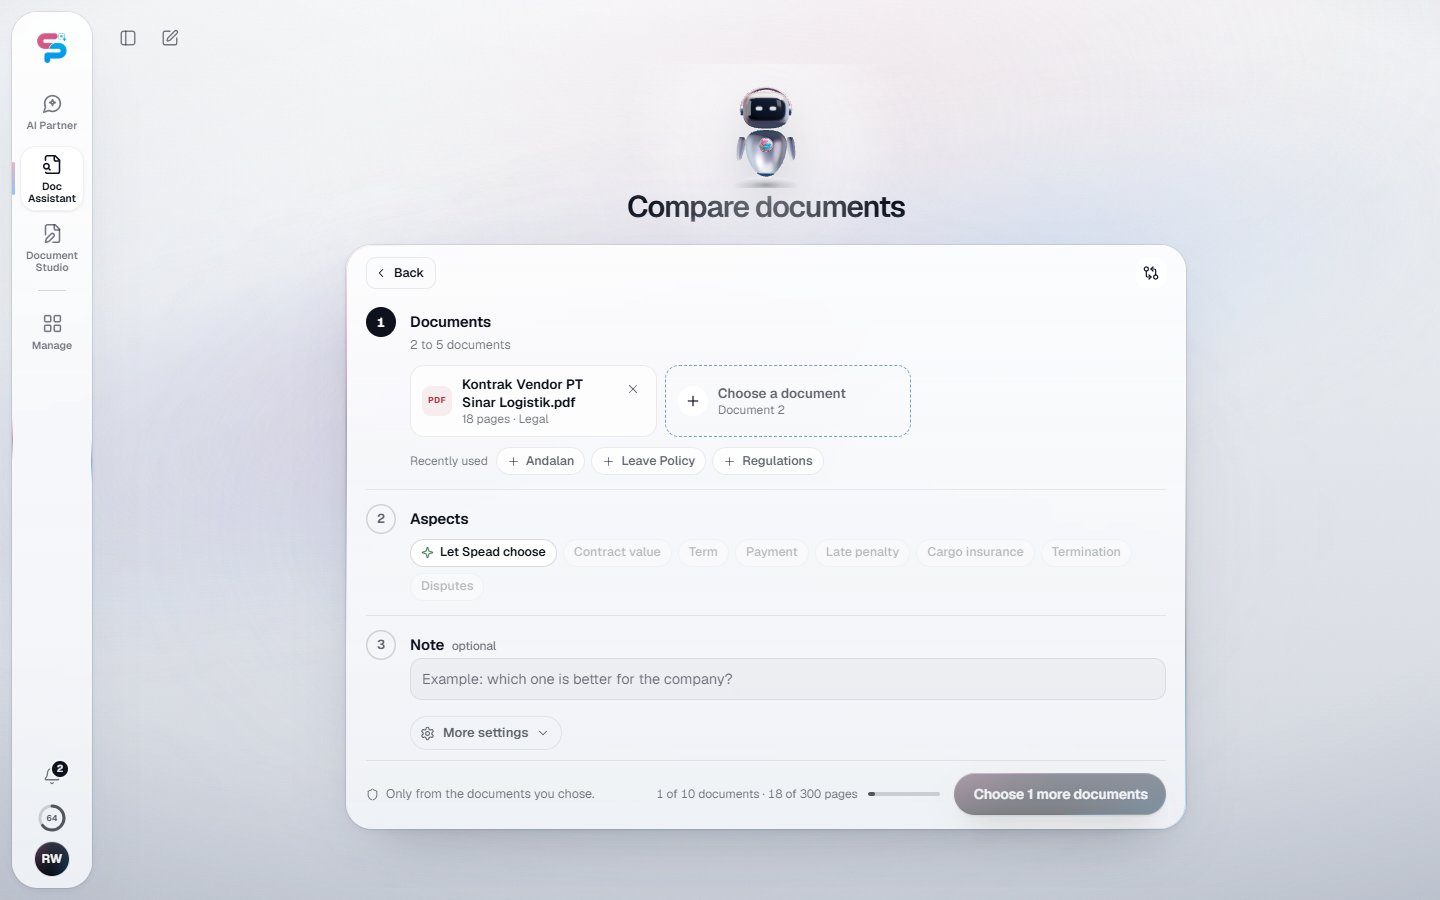 AI Partner
Doc
Assistant
Document
Studio
Manage
2
64
RW
Compare documents
Back
1
Documents
2 to 5 documents
PDF
Kontrak Vendor PT
Sinar Logistik.pdf
18 pages · Legal
Choose a document
Document 2
Recently used
Andalan
Leave Policy
Regulations
2
Aspects
Let Spead choose
Contract value
Term
Payment
Late penalty
Cargo insurance
Termination
Disputes
3
Note optional
Example: which one is better for the company?
More settings
Only from the documents you chose.
1 of 10 documents · 18 of 300 pages
Choose 1 more documents